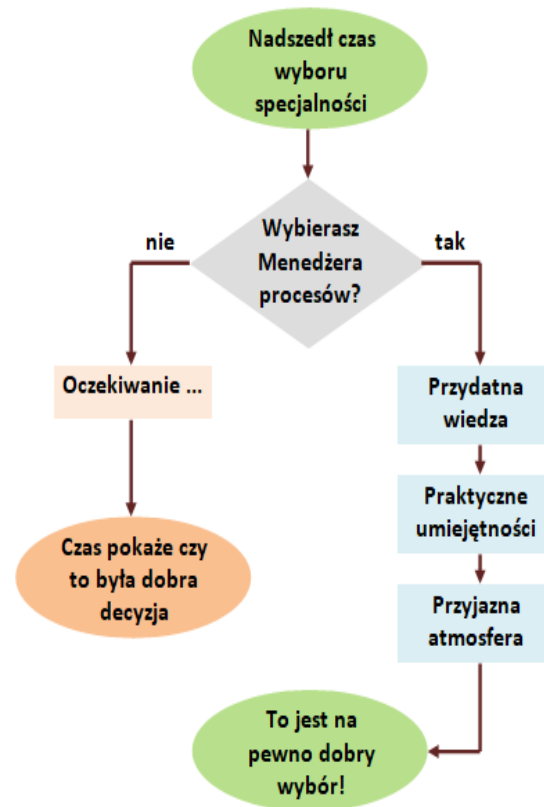 Nadszedł czas
wyboru
specjalności
Wybierasz
Menedżera
procesów?
nie
tak
Oczekiwanie ...
Czas pokaże czy
to była dobra
decyzja
Przydatna
wiedza
Praktyczne
umiejętności
Przyjazna
atmosfera
To jest na
pewno dobry
wybór!